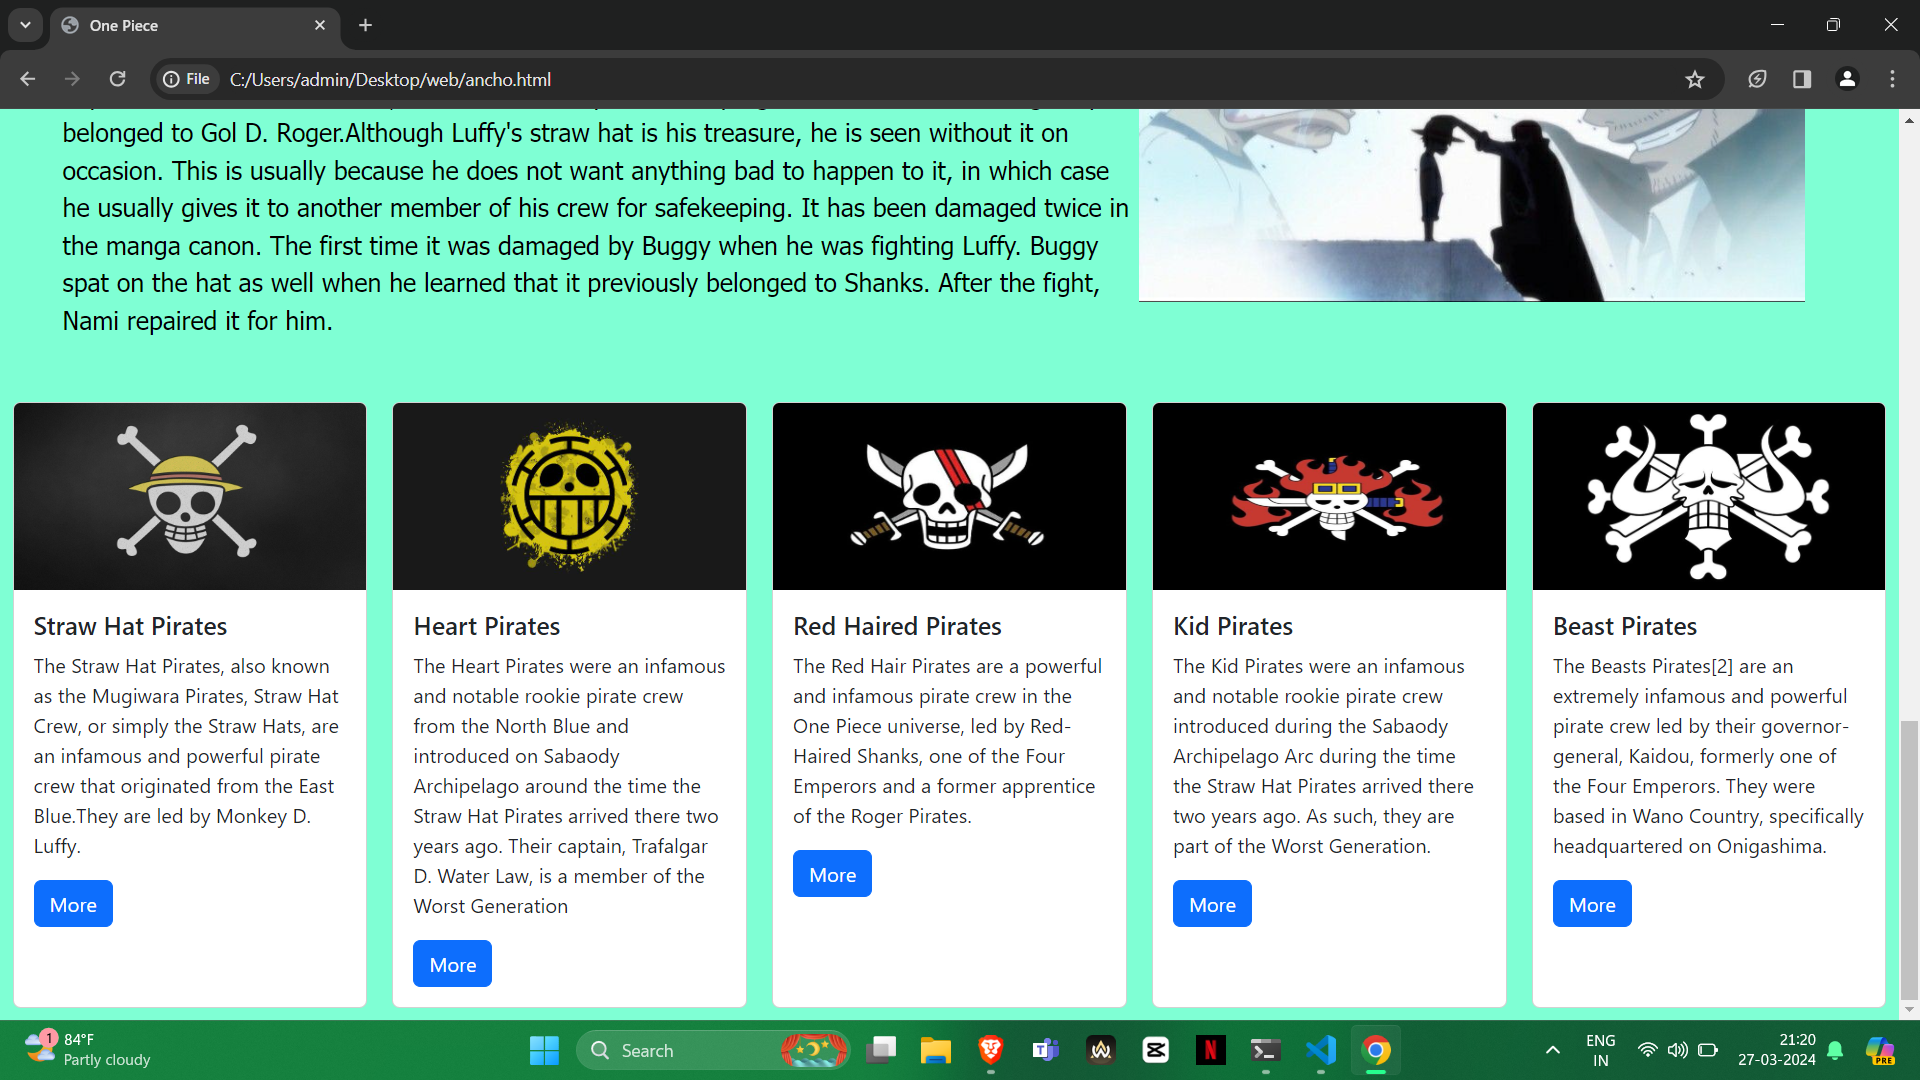 One Piece
File
C:/Users/admin/Desktop/web/ancho.html
belonged to Gol D. Roger.Although Luffy's straw hat is his treasure, he is seen without it on
occasion. This is usually because he does not want anything bad to happen to it, in which case
he usually gives it to another member of his crew for safekeeping. It has been damaged twice in
the manga canon. The first time it was damaged by Buggy when he was fighting Luffy. Buggy
spat on the hat as well when he learned that it previously belonged to Shanks. After the fight,
Nami repaired it for him.
Straw Hat Pirates
The Straw Hat Pirates, also known
as the Mugiwara Pirates, Straw Hat
Crew, or simply the Straw Hats, are
an infamous and powerful pirate
crew that originated from the East
Blue.They are led by Monkey D.
Luffy.
More
Heart Pirates
The Heart Pirates were an infamous
and notable rookie pirate crew
from the North Blue and
introduced on Sabaody
Archipelago around the time the
Straw Hat Pirates arrived there two
years ago. Their captain, Trafalgar
D. Water Law, is a member of the
Worst Generation
More
Red Haired Pirates
The Red Hair Pirates are a powerful
and infamous pirate crew in the
One Piece universe, led by Red-
Haired Shanks, one of the Four
Emperors and a former apprentice
of the Roger Pirates.
More
Kid Pirates
The Kid Pirates were an infamous
and notable rookie pirate crew
introduced during the Sabaody
Archipelago Arc during the time
the Straw Hat Pirates arrived there
two years ago. As such, they are
part of the Worst Generation.
More
Beast Pirates
The Beasts Pirates[2] are an
extremely infamous and powerful
pirate crew led by their governor-
general, Kaidou, formerly one of
the Four Emperors. They were
based in Wano Country, specifically
headquartered on Onigashima.
More
1
84°F
Partly cloudy
Search
ENG
IN
21:20
27-03-2024
PRE